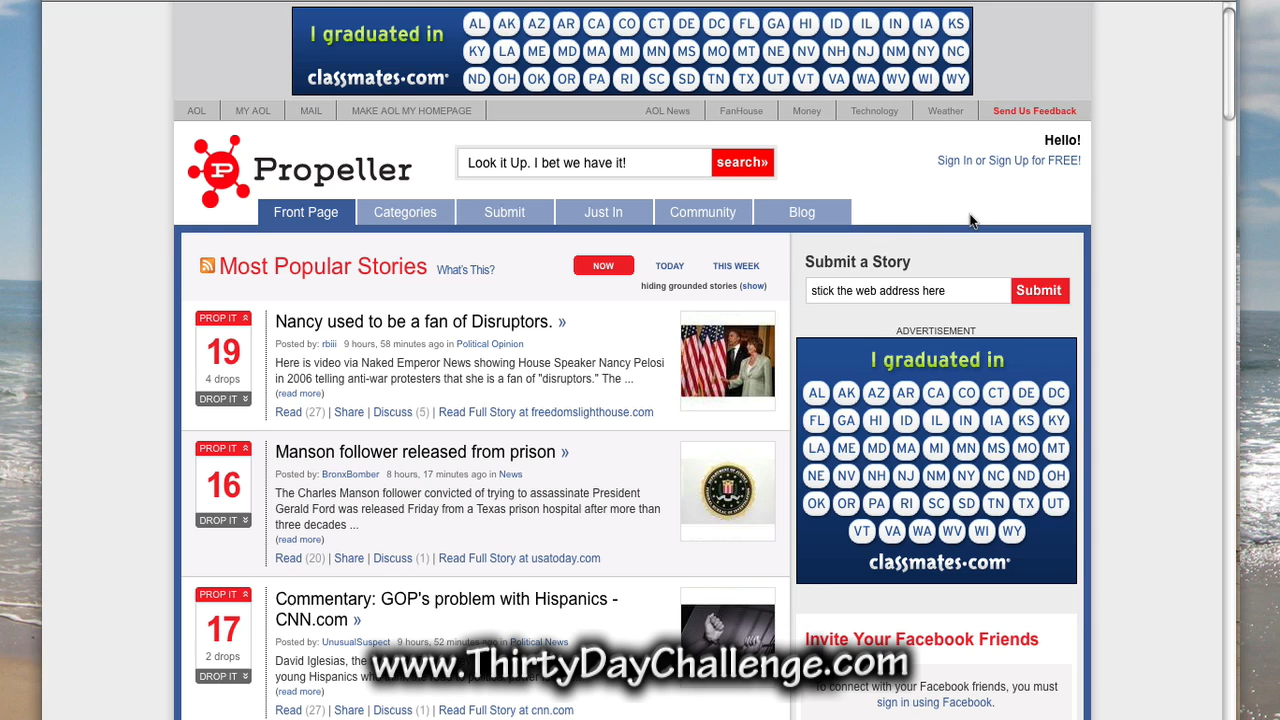 I graduated in
classmates.com®
AL AK AZ AR CA CO CT DE DC FL GA HI ID IL IN IA KS
KY LA ME MD MA MI MN MS MO MT NE NV NH NJ NM NY NC
ND OH OK OR PA RI SC SD TN TX UT VT VA WA WV WI WY
AOL MY AOL MAIL MAKE AOL MY HOMEPAGE AOL News FanHouse Money Technology Weather Send Us Feedback
Hello!
P Propeller
Look it Up. I bet we have it! search»
Sign In or Sign Up for FREE!
Front Page Categories Submit Just In Community Blog
Most Popular Stories What's This? NOW TODAY THIS WEEK
hiding grounded stories (show)
PROP IT
19
4 drops
DROP IT
Nancy used to be a fan of Disruptors. »
Posted by: rbiii 9 hours, 58 minutes ago in Political Opinion
Here is video via Naked Emperor News showing House Speaker Nancy Pelosi
in 2006 telling anti-war protesters that she is a fan of "disruptors." The ...
(read more)
Read (27) | Share | Discuss (5) | Read Full Story at freedomslighthouse.com
PROP IT
16
DROP IT
Manson follower released from prison »
Posted by: BronxBomber 8 hours, 17 minutes ago in News
The Charles Manson follower convicted of trying to assassinate President
Gerald Ford was released Friday from a Texas prison hospital after more than
three decades ...
(read more)
Read (20) | Share | Discuss (1) | Read Full Story at usatoday.com
PROP IT
17
2 drops
DROP IT
Commentary: GOP's problem with Hispanics -
CNN.com »
Posted by: UnusualSuspect 9 hours, 52 minutes ago in Political News
David Iglesias, the
young Hispanics
(read more)
Read (27) | Share | Discuss (1) | Read Full Story at cnn.com
Submit a Story
stick the web address here Submit
ADVERTISEMENT
I graduated in
AL AK AZ AR CA CO CT DE DC
FL GA HI ID IL IN IA KS KY
LA ME MD MA MI MN MS MO MT
NE NV NH NJ NM NY NC ND OH
OK OR PA RI SC SD TN TX UT
VT VA WA WV WI WY
classmates.com®
Invite Your Facebook Friends
To connect with your Facebook friends, you must
sign in using Facebook.
www.ThirtyDayChallenge.com